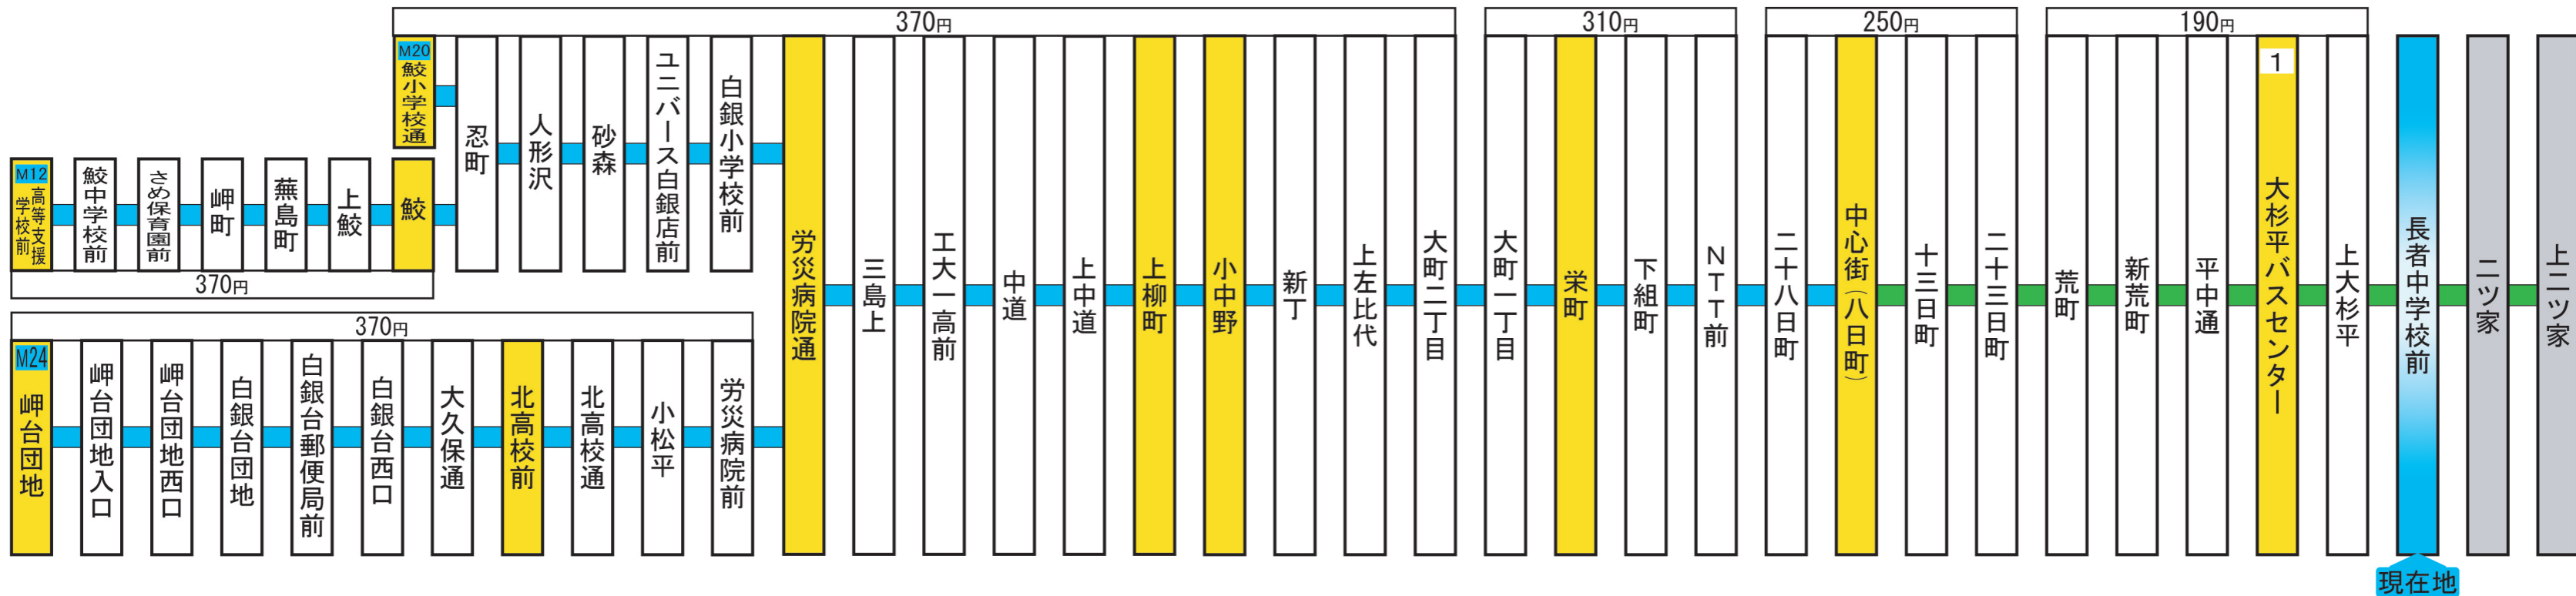 370円
310円
250円
190円
M20
鮫小学校通
忍町
人形沢
砂森
ユニバース白銀店前
白銀小学校前
M12
高等支援
学校前
鮫中学校前
さめ保育園前
岬町
蕪島町
上鮫
鮫
370円
370円
M24
岬台団地
岬台団地入口
岬台団地西口
白銀台団地
白銀台郵便局前
白銀台西口
大久保通
北高校前
北高校通
小松平
労災病院前
労災病院通
三島上
工大一高前
中道
上中道
上柳町
小中野
新丁
上左比代
大町二丁目
大町一丁目
栄町
下組町
NTT前
二十八日町
中心街(八日町)
十三日町
二十三日町
荒町
新荒町
平中通
1
大杉平バスセンター
上大杉平
長者中学校前
二ツ家
上二ツ家
現在地